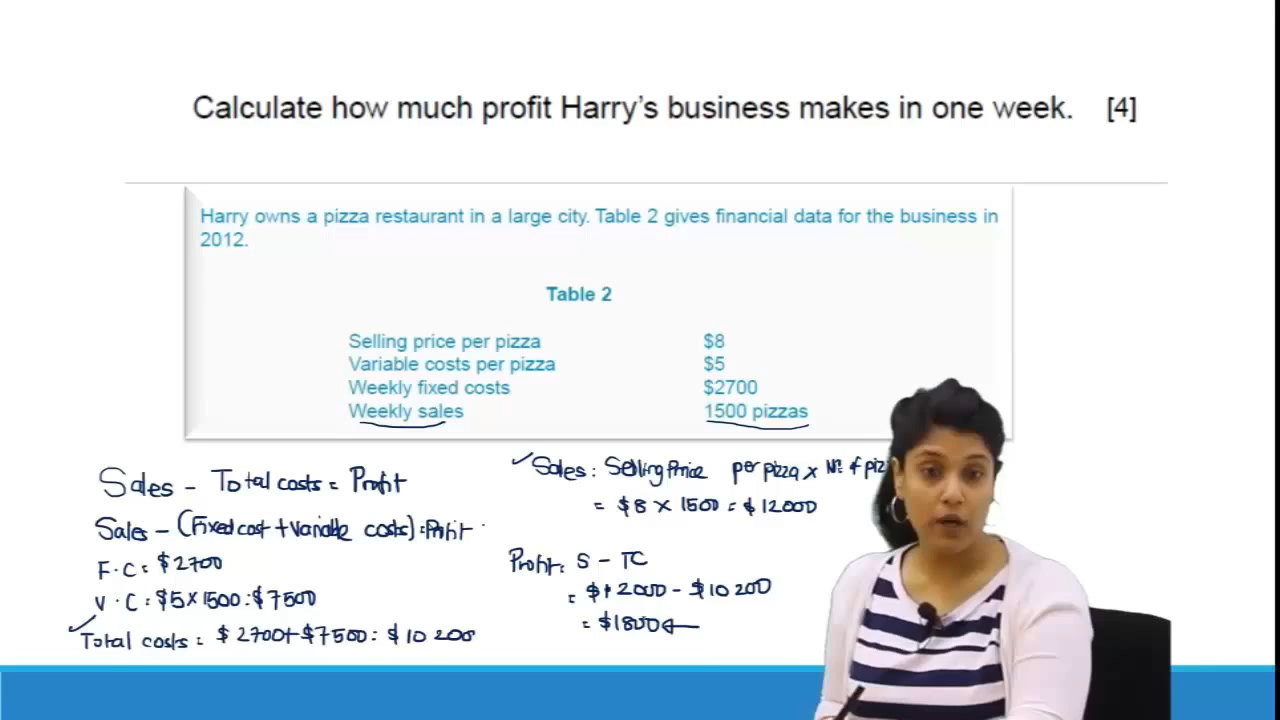 Calculate how much profit Harry's business makes in one week. [4]
Harry owns a pizza restaurant in a large city. Table 2 gives financial data for the business in
2012.
Table 2
Selling price per pizza $8
Variable costs per pizza $5
Weekly fixed costs $2700
Weekly sales 1500 pizzas
Sales - Total costs = Profit
Sales - (Fixed cost + Variable costs) = Profit
F.C = $2700
V.C = $5 x 1500 = $7500
Total costs = $2700 + $7500 = $10 200
Sales: Selling Price per pizza x No of
= $8 x 1500 = $12000
Profit: S - TC
= $12000 - $10 200
= $1800